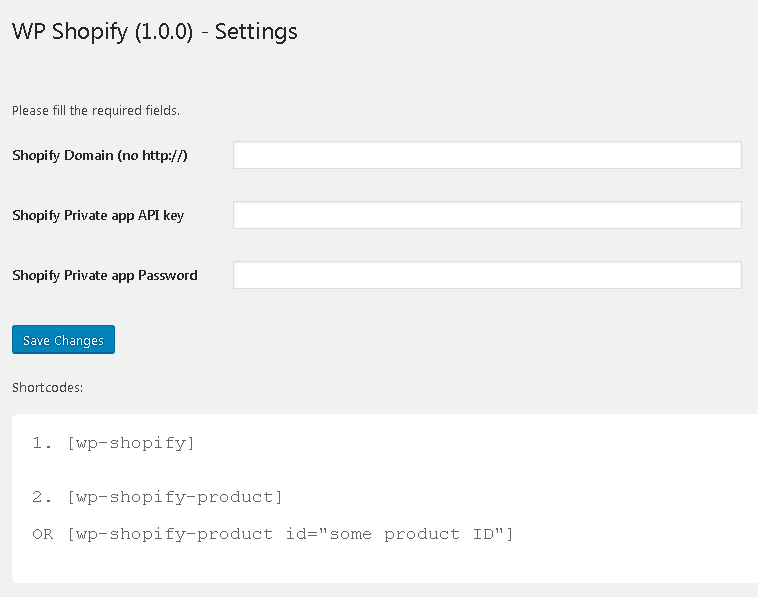 WP Shopify (1.0.0) - Settings
Please fill the required fields.
Shopify Domain (no http://)
Shopify Private app API key
Shopify Private app Password
Save Changes
Shortcodes:
1. [wp-shopify]
2. [wp-shopify-product]
OR [wp-shopify-product id="some product ID"]